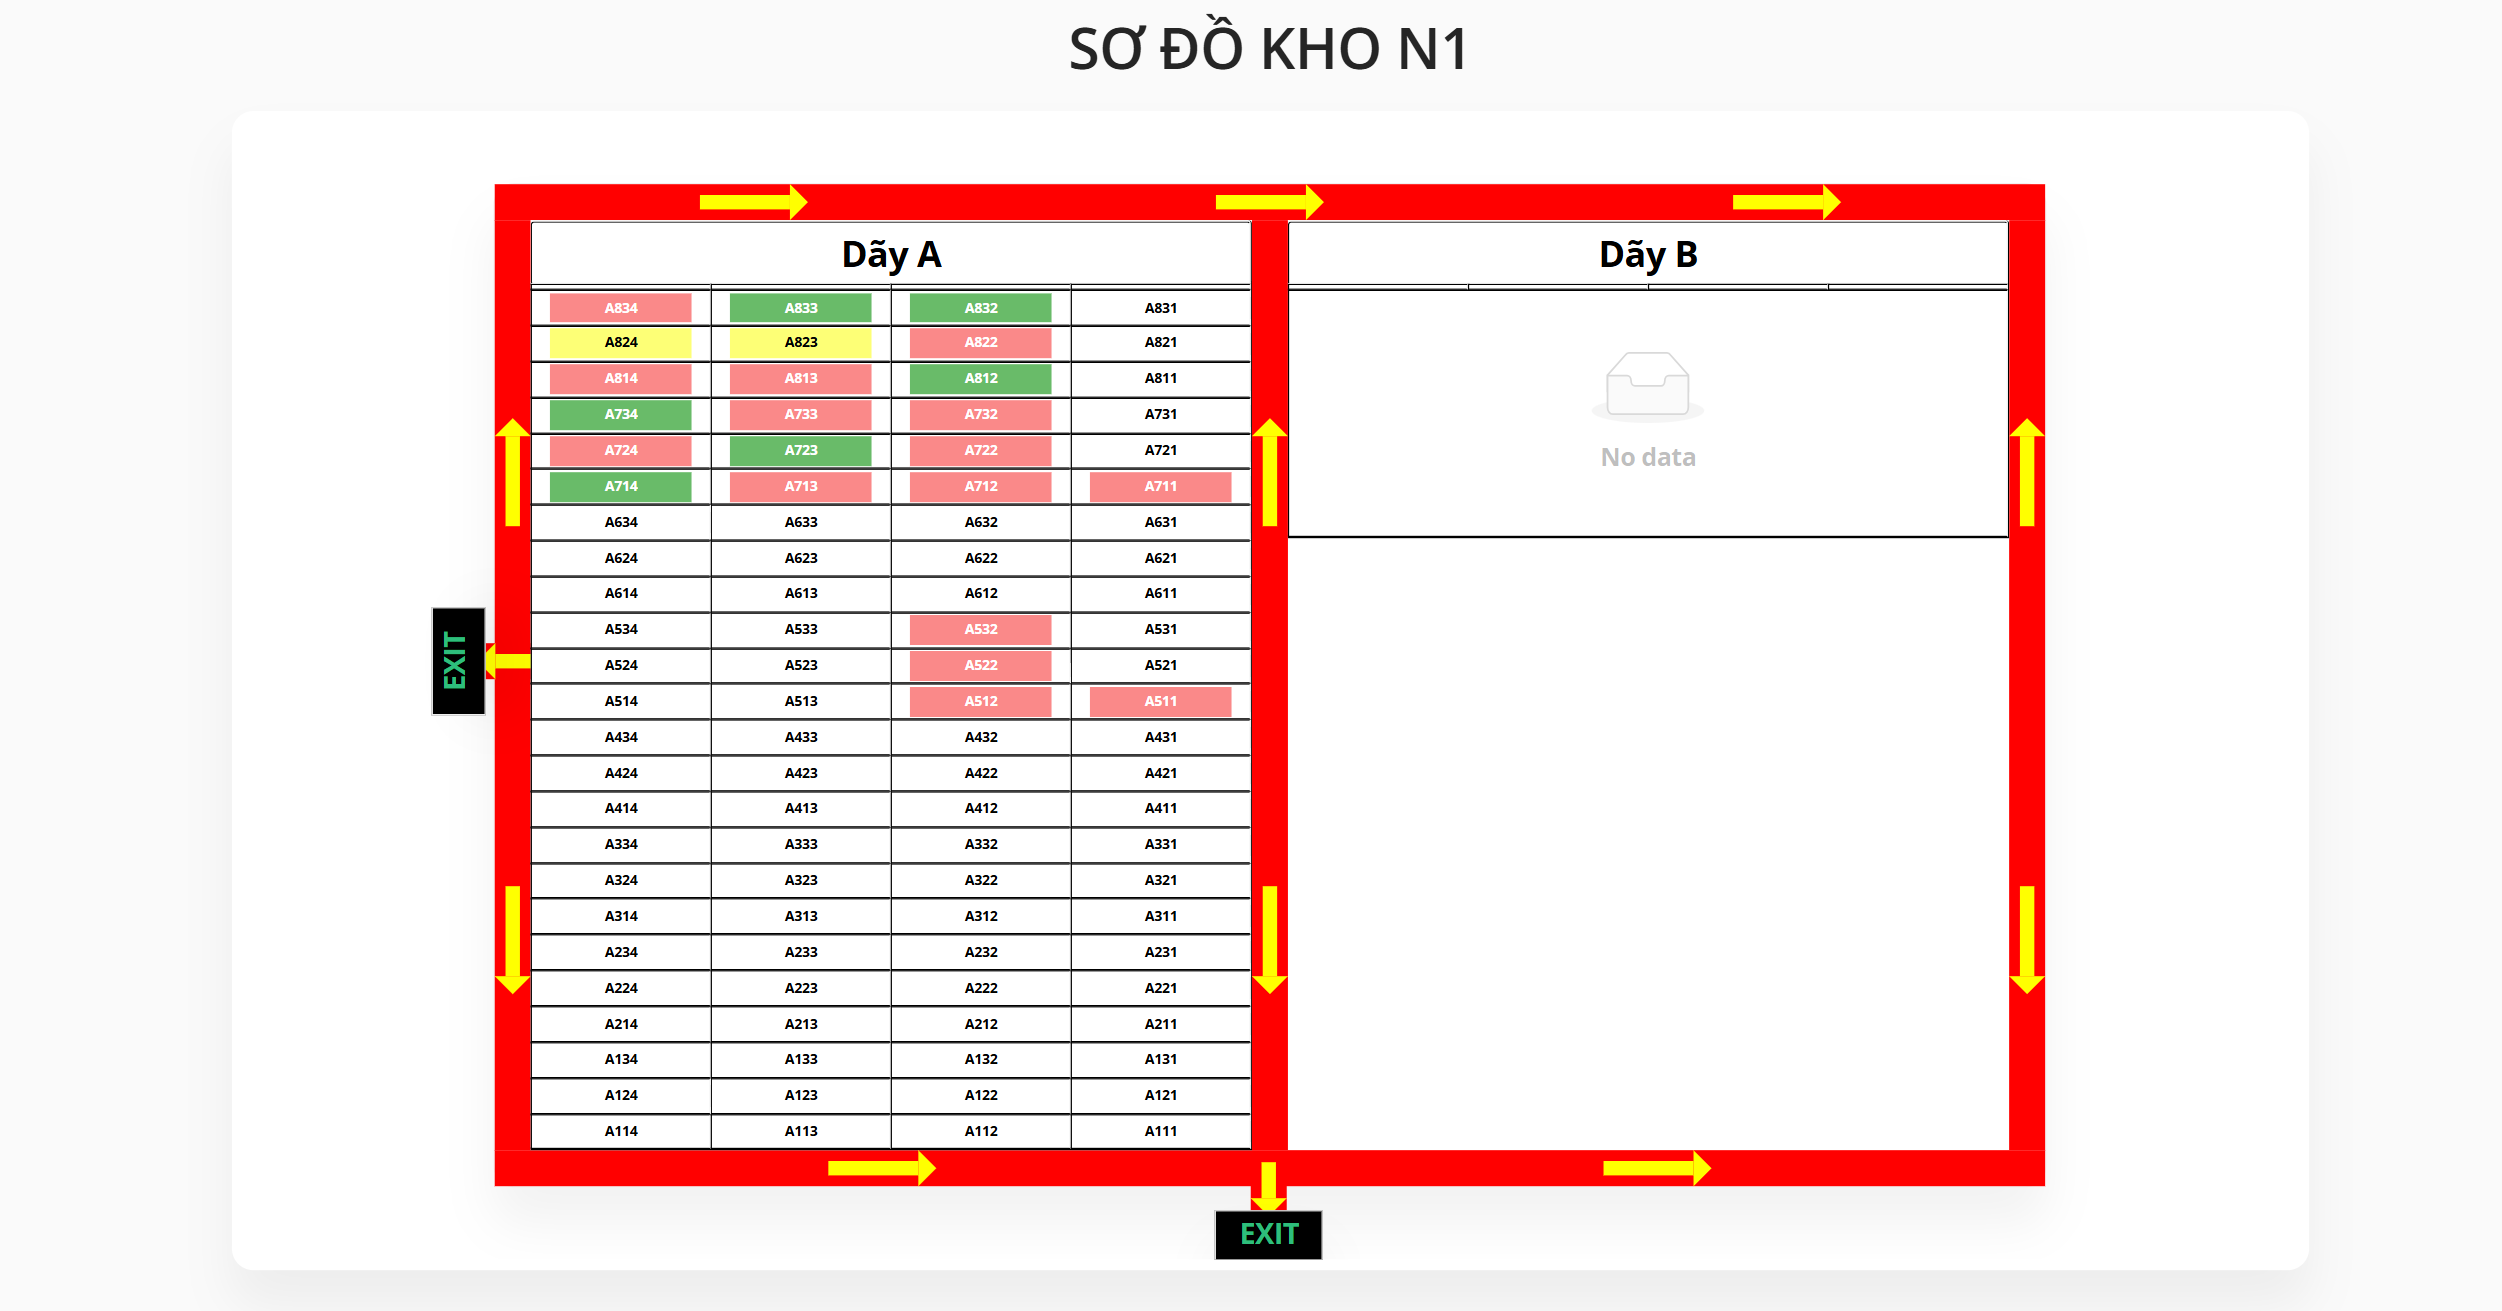 SƠ ĐỒ KHO N1
Dãy A Dãy B
A834 A833 A832 A831
A824 A823 A822 A821
A814 A813 A812 A811
A734 A733 A732 A731
A724 A723 A722 A721
No data
A714 A713 A712 A711
A634 A633 A632 A631
A624 A623 A622 A621
A614 A613 A612 A611
A534 A533 A532 A531
EXIT
A524 A523 A522 A521
A514 A513 A512 A511
A434 A433 A432 A431
A424 A423 A422 A421
A414 A413 A412 A411
A334 A333 A332 A331
A324 A323 A322 A321
A314 A313 A312 A311
A234 A233 A232 A231
A224 A223 A222 A221
A214 A213 A212 A211
A134 A133 A132 A131
A124 A123 A122 A121
A114 A113 A112 A111
EXIT